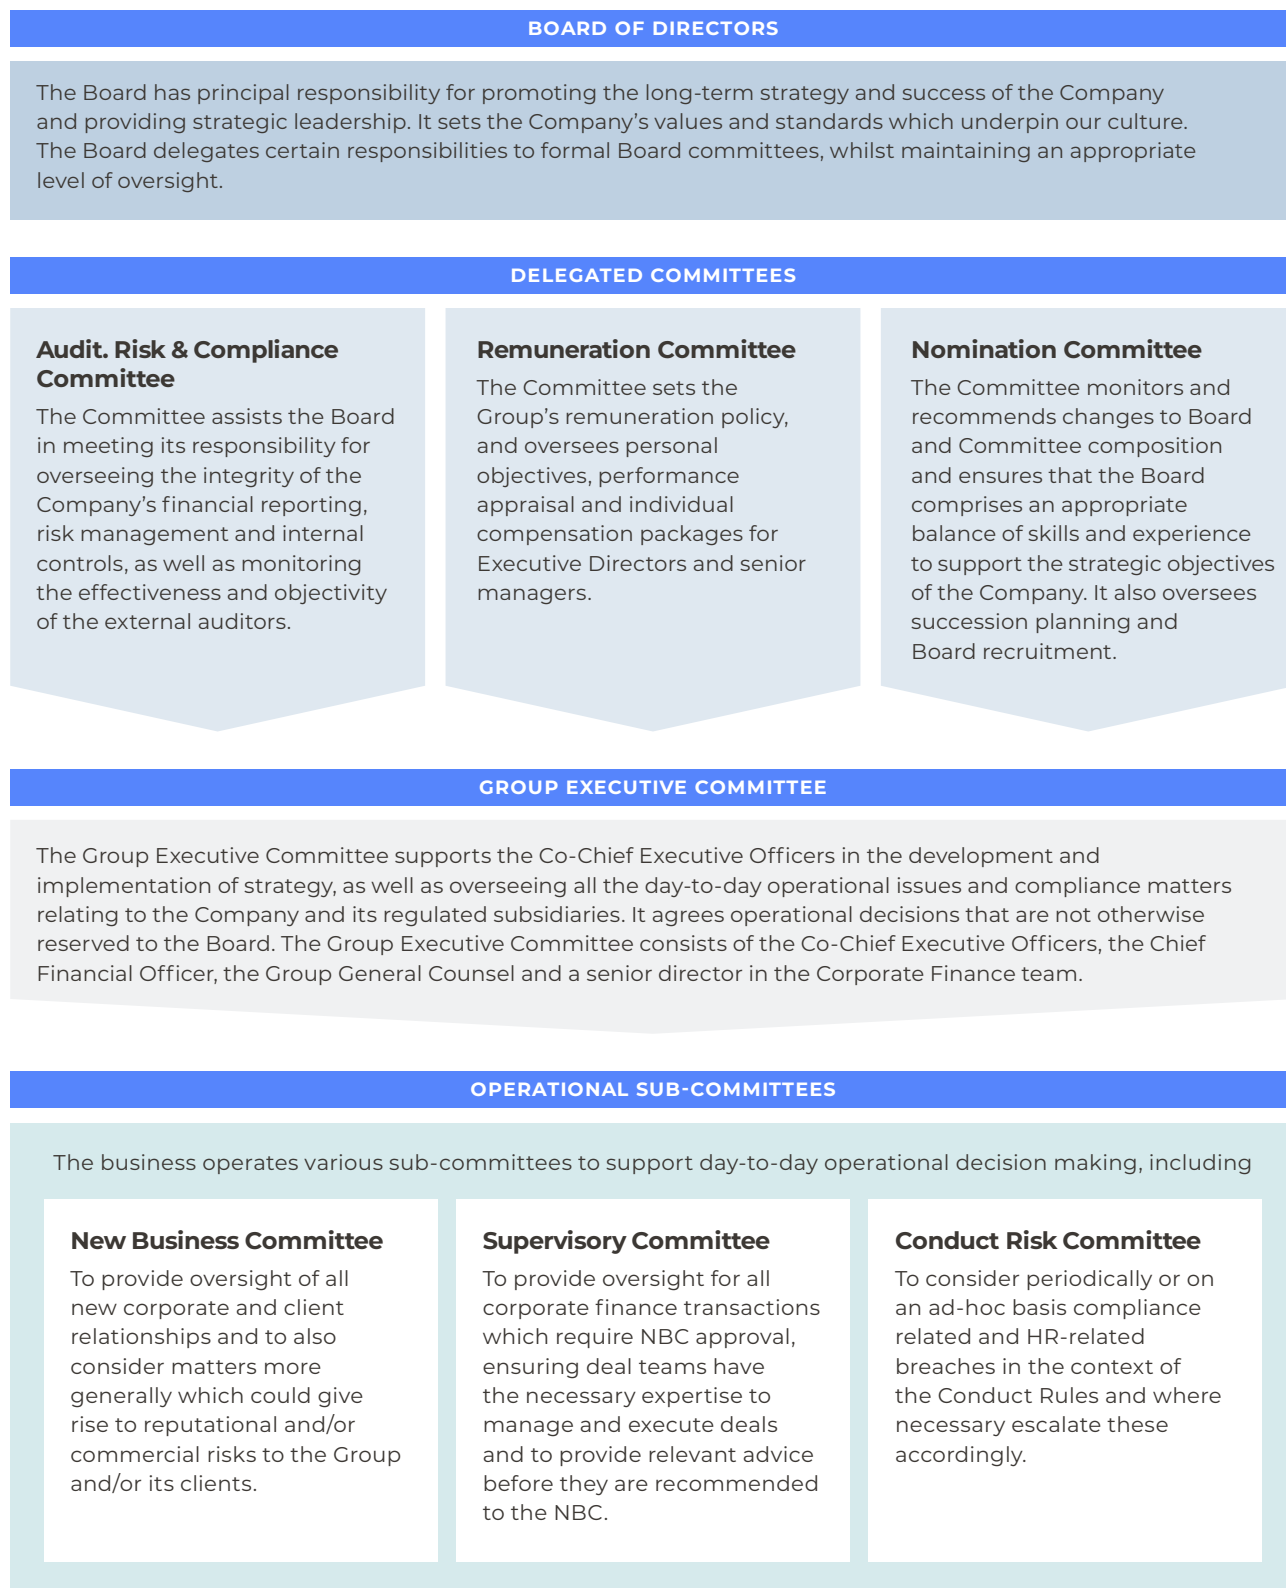 BOARD OF DIRECTORS
The Board has principal responsibility for promoting the long-term strategy and success of the Company
and providing strategic leadership. It sets the Company’s values and standards which underpin our culture.
The Board delegates certain responsibilities to formal Board committees, whilst maintaining an appropriate
level of oversight.
DELEGATED COMMITTEES
Audit. Risk & Compliance
Committee
The Committee assists the Board
in meeting its responsibility for
overseeing the integrity of the
Company’s financial reporting,
risk management and internal
controls, as well as monitoring
the effectiveness and objectivity
of the external auditors.
Remuneration Committee
The Committee sets the
Group’s remuneration policy,
and oversees personal
objectives, performance
appraisal and individual
compensation packages for
Executive Directors and senior
managers.
Nomination Committee
The Committee monitors and
recommends changes to Board
and Committee composition
and ensures that the Board
comprises an appropriate
balance of skills and experience
to support the strategic objectives
of the Company. It also oversees
succession planning and
Board recruitment.
GROUP EXECUTIVE COMMITTEE
The Group Executive Committee supports the Co-Chief Executive Officers in the development and
implementation of strategy, as well as overseeing all the day-to-day operational issues and compliance matters
relating to the Company and its regulated subsidiaries. It agrees operational decisions that are not otherwise
reserved to the Board. The Group Executive Committee consists of the Co-Chief Executive Officers, the Chief
Financial Officer, the Group General Counsel and a senior director in the Corporate Finance team.
OPERATIONAL SUB-COMMITTEES
The business operates various sub-committees to support day-to-day operational decision making, including
New Business Committee
To provide oversight of all
new corporate and client
relationships and to also
consider matters more
generally which could give
rise to reputational and/or
commercial risks to the Group
and/or its clients.
Supervisory Committee
To provide oversight for all
corporate finance transactions
which require NBC approval,
ensuring deal teams have
the necessary expertise to
manage and execute deals
and to provide relevant advice
before they are recommended
to the NBC.
Conduct Risk Committee
To consider periodically or on
an ad-hoc basis compliance
related and HR-related
breaches in the context of
the Conduct Rules and where
necessary escalate these
accordingly.